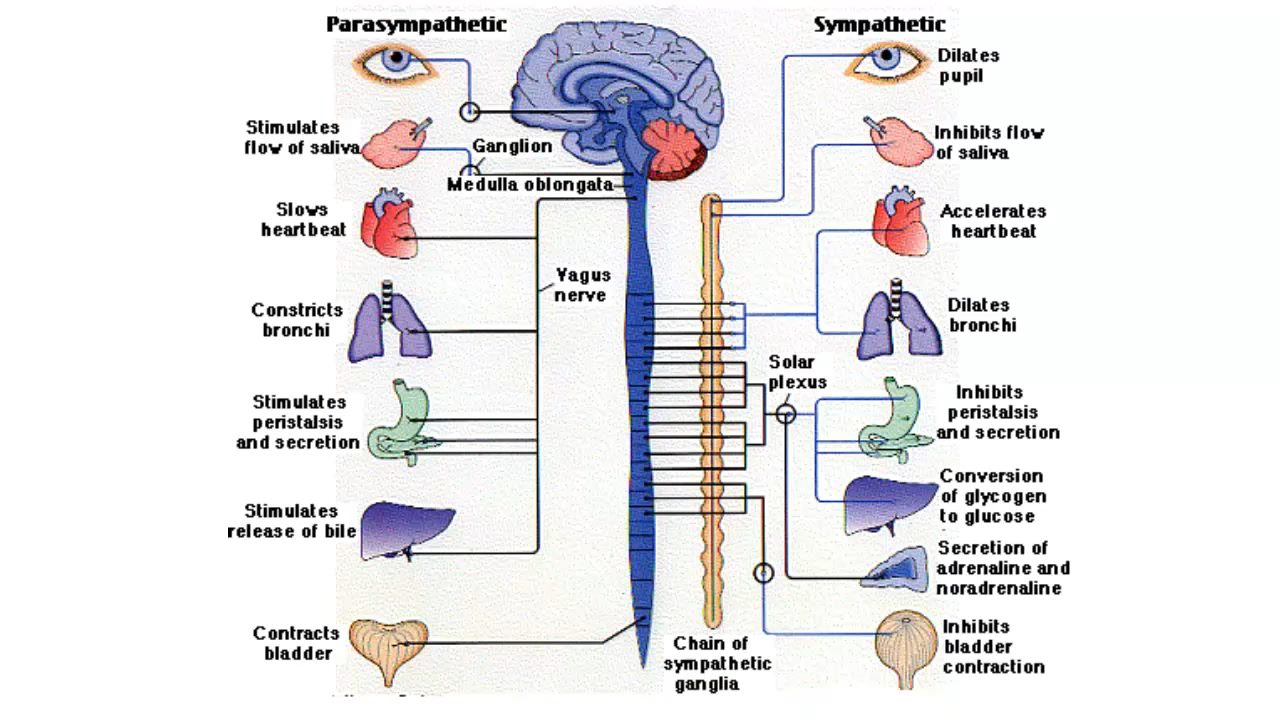 Parasympathetic
Sympathetic
Dilates
pupil
Stimulates
flow of saliva
Ganglion
Medulla oblongata
Inhibits flow
of saliva
Slows
heartbeat
Accelerates
heartbeat
Vagus
nerve
Constricts
bronchi
Dilates
bronchi
Solar
plexus
Stimulates
peristalsis
and secretion
Inhibits
peristalsis
and secretion
Stimulates
release of bile
Conversion
of glycogen
to glucose
Secretion of
adrenaline and
noradrenaline
Contracts
bladder
Chain of
sympathetic
ganglia
Inhibits
bladder
contraction